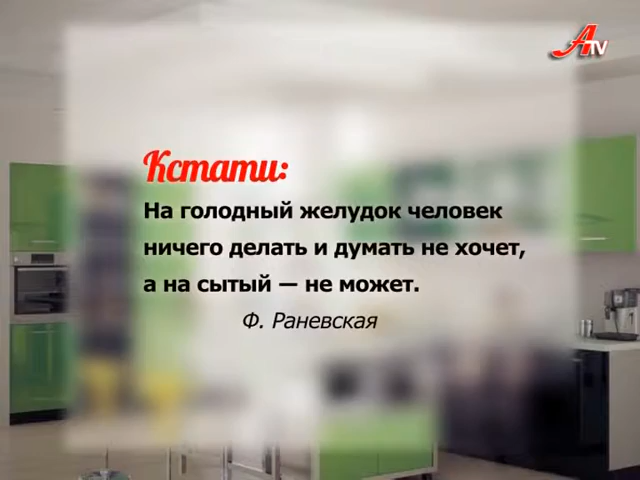 ATV
Кстати:
На голодный желудок человек
ничего делать и думать не хочет,
а на сытый — не может.
Ф. Раневская